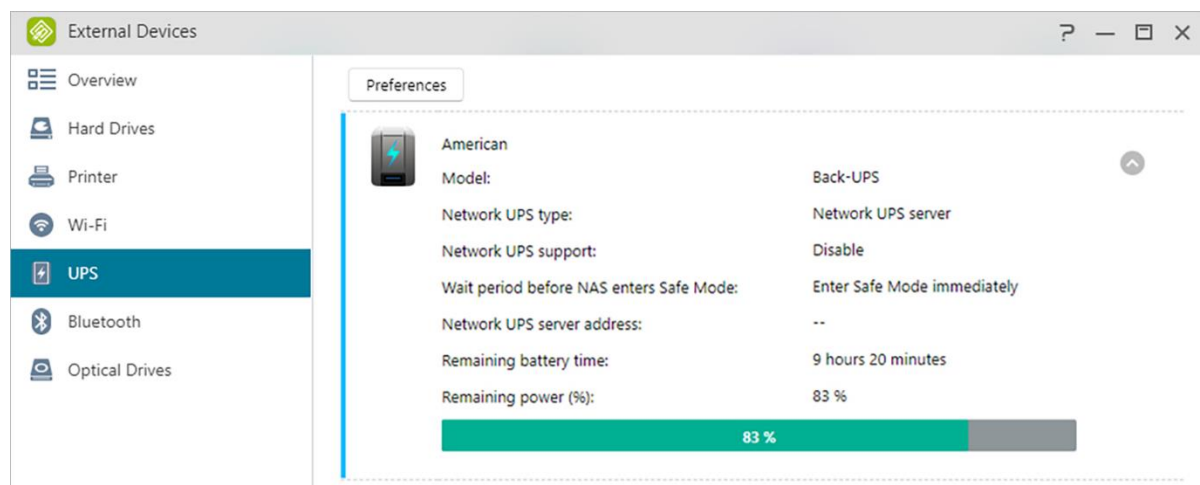 External Devices
Overview
Hard Drives
Printer
Wi-Fi
UPS
Bluetooth
Optical Drives
Preferences
American
Model: Back-UPS
Network UPS type: Network UPS server
Network UPS support: Disable
Wait period before NAS enters Safe Mode: Enter Safe Mode immediately
Network UPS server address: --
Remaining battery time: 9 hours 20 minutes
Remaining power (%): 83 %
83 %